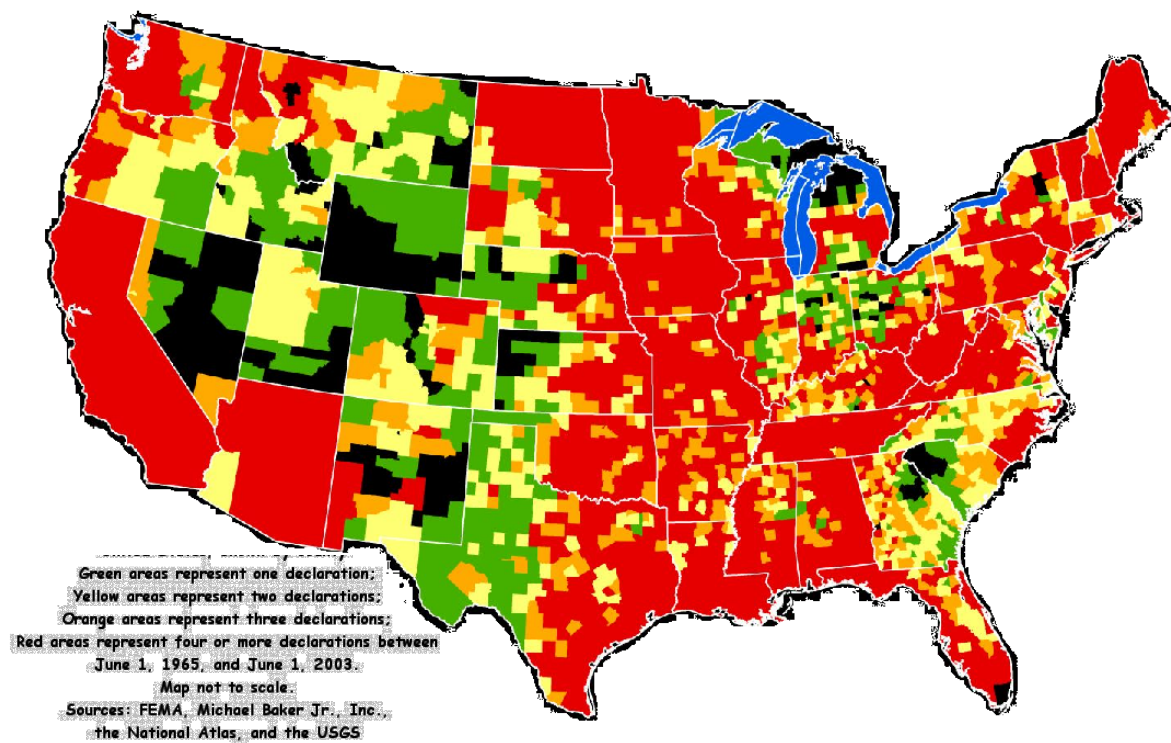 Green areas represent one declaration;
Yellow areas represent two declarations;
Orange areas represent three declarations;
Red areas represent four or more declarations between
June 1, 1965, and June 1, 2003.
Map not to scale.
Sources: FEMA, Michael Baker Jr., Inc.,
the National Atlas, and the USGS